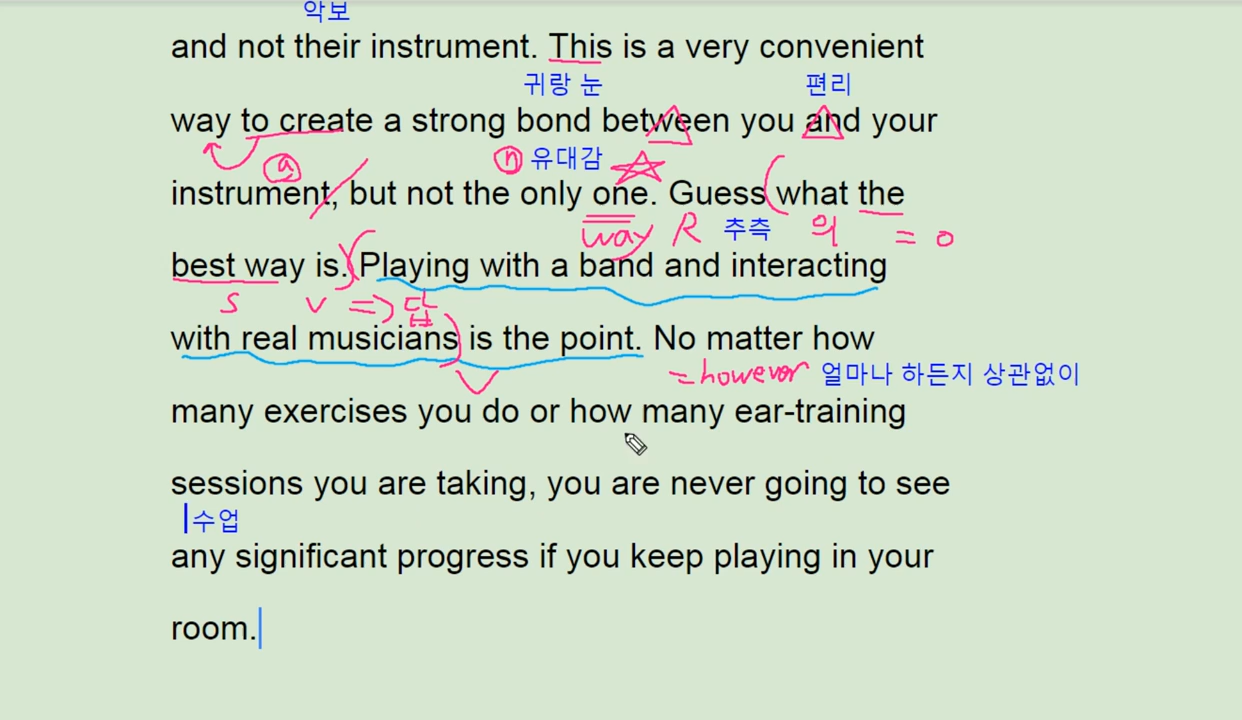 악보
and not their instrument. This is a very convenient
귀랑 눈 편리
way to create a strong bond between you and your
ⓐ ⓝ 유대감
instrument, but not the only one. Guess what the
way R 추측 의 = o
best way is. Playing with a band and interacting
s v => 답
with real musicians is the point. No matter how
=however 얼마나 하든지 상관없이
many exercises you do or how many ear-training
sessions you are taking, you are never going to see
수업
any significant progress if you keep playing in your
room.